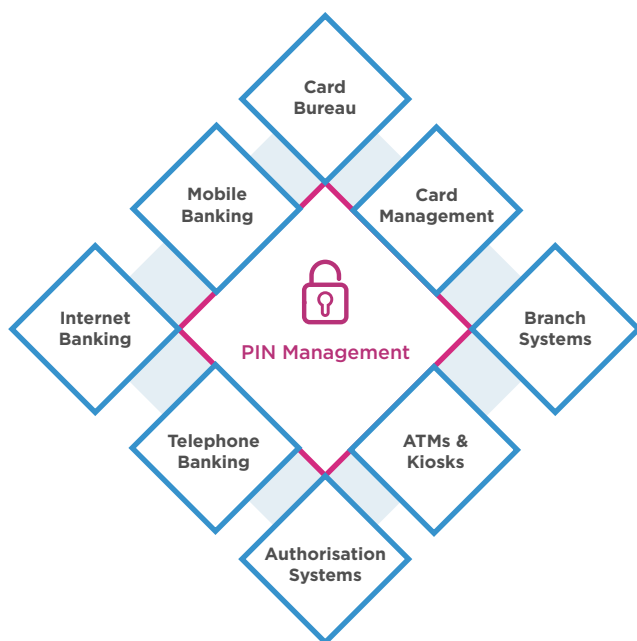 Card
Bureau
Mobile
Banking
Card
Management
Internet
Banking
PIN Management
Branch
Systems
Telephone
Banking
ATMs &
Kiosks
Authorisation
Systems